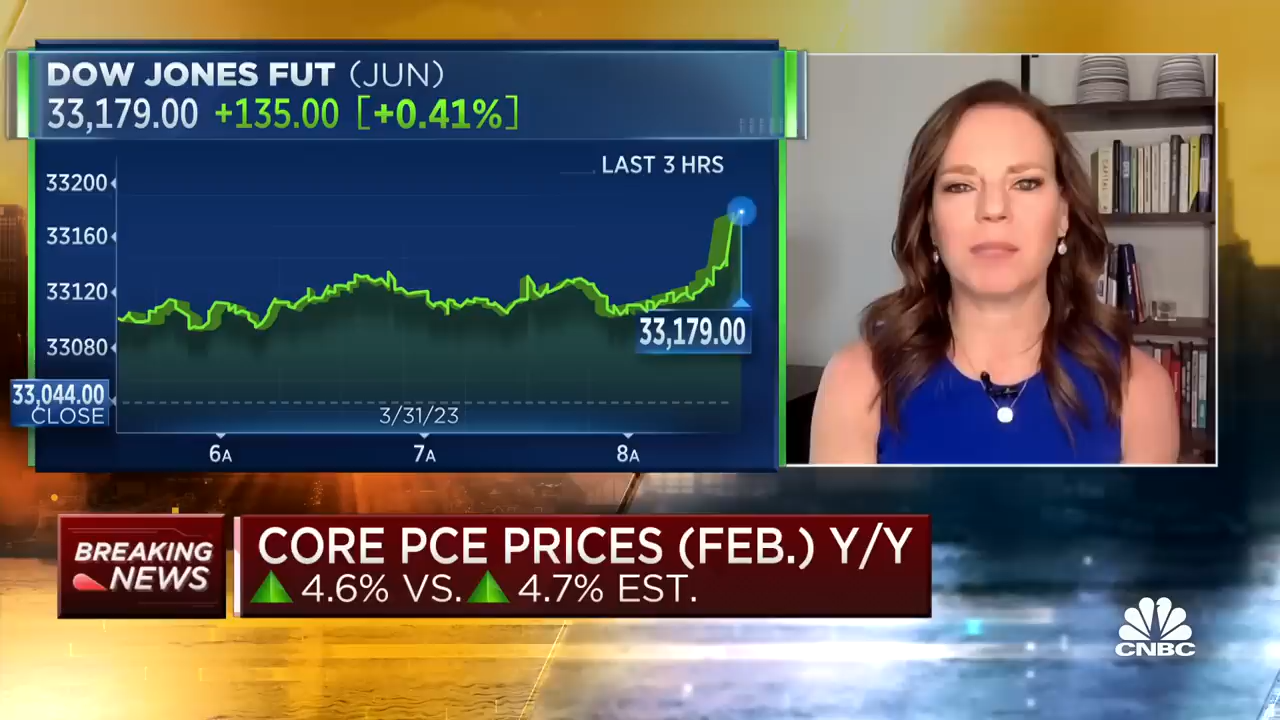 DOW JONES FUT (JUN)
33,179.00 +135.00 [+0.41%]
LAST 3 HRS
33200
33160
33120
33080
33,179.00
33,044.00
CLOSE
3/31/23
6A 7A 8A
BREAKING
NEWS
CORE PCE PRICES (FEB.) Y/Y
4.6% VS. 4.7% EST.
CNBC
CAPITAL